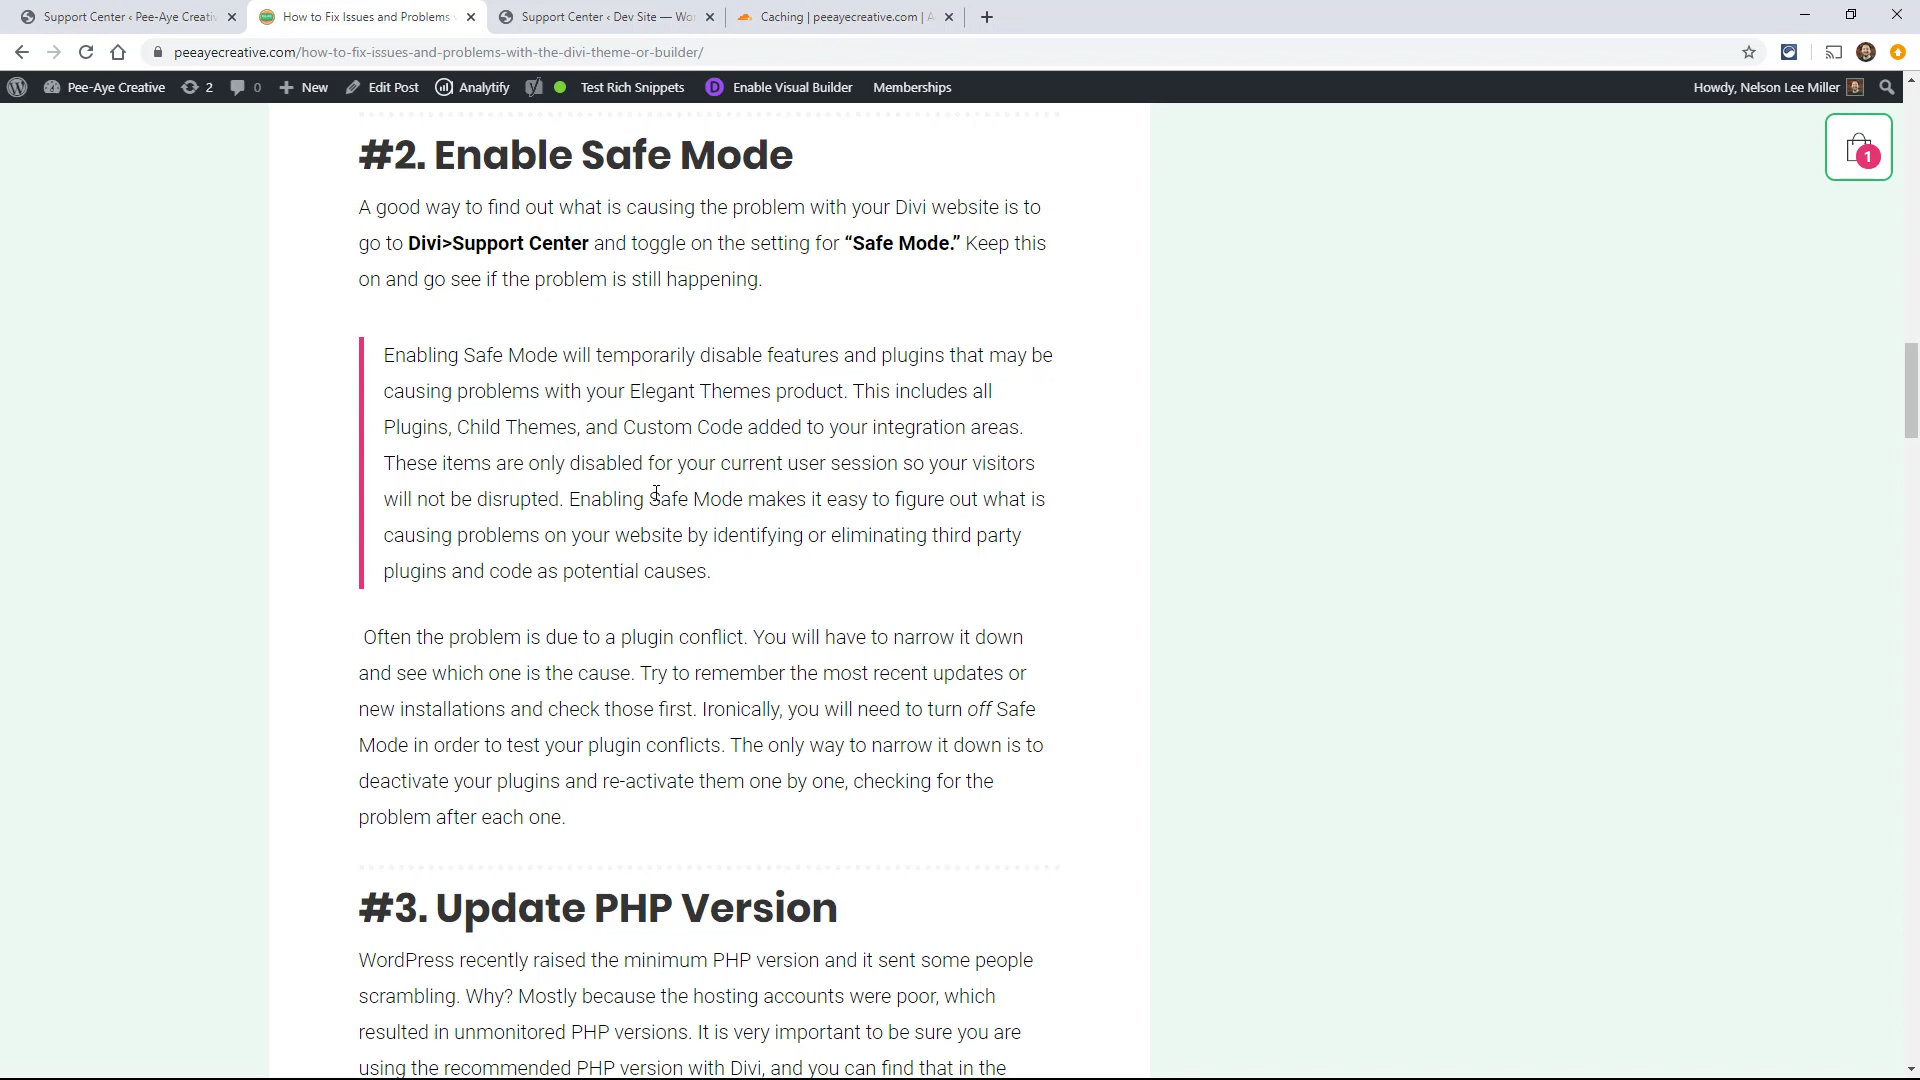 Support Center ‹ Pee-Aye Creativ
How to Fix Issues and Problems
Support Center ‹ Dev Site — Wo
Caching | peeayecreative.com |
peeayecreative.com/how-to-fix-issues-and-problems-with-the-divi-theme-or-builder/
Pee-Aye Creative 2 0 New Edit Post Analytify Test Rich Snippets D Enable Visual Builder Memberships Howdy, Nelson Lee Miller
1
#2. Enable Safe Mode
A good way to find out what is causing the problem with your Divi website is to
go to Divi>Support Center and toggle on the setting for “Safe Mode.” Keep this
on and go see if the problem is still happening.
Enabling Safe Mode will temporarily disable features and plugins that may be
causing problems with your Elegant Themes product. This includes all
Plugins, Child Themes, and Custom Code added to your integration areas.
These items are only disabled for your current user session so your visitors
will not be disrupted. Enabling Safe Mode makes it easy to figure out what is
causing problems on your website by identifying or eliminating third party
plugins and code as potential causes.
Often the problem is due to a plugin conflict. You will have to narrow it down
and see which one is the cause. Try to remember the most recent updates or
new installations and check those first. Ironically, you will need to turn off Safe
Mode in order to test your plugin conflicts. The only way to narrow it down is to
deactivate your plugins and re-activate them one by one, checking for the
problem after each one.
#3. Update PHP Version
WordPress recently raised the minimum PHP version and it sent some people
scrambling. Why? Mostly because the hosting accounts were poor, which
resulted in unmonitored PHP versions. It is very important to be sure you are
using the recommended PHP version with Divi, and you can find that in the